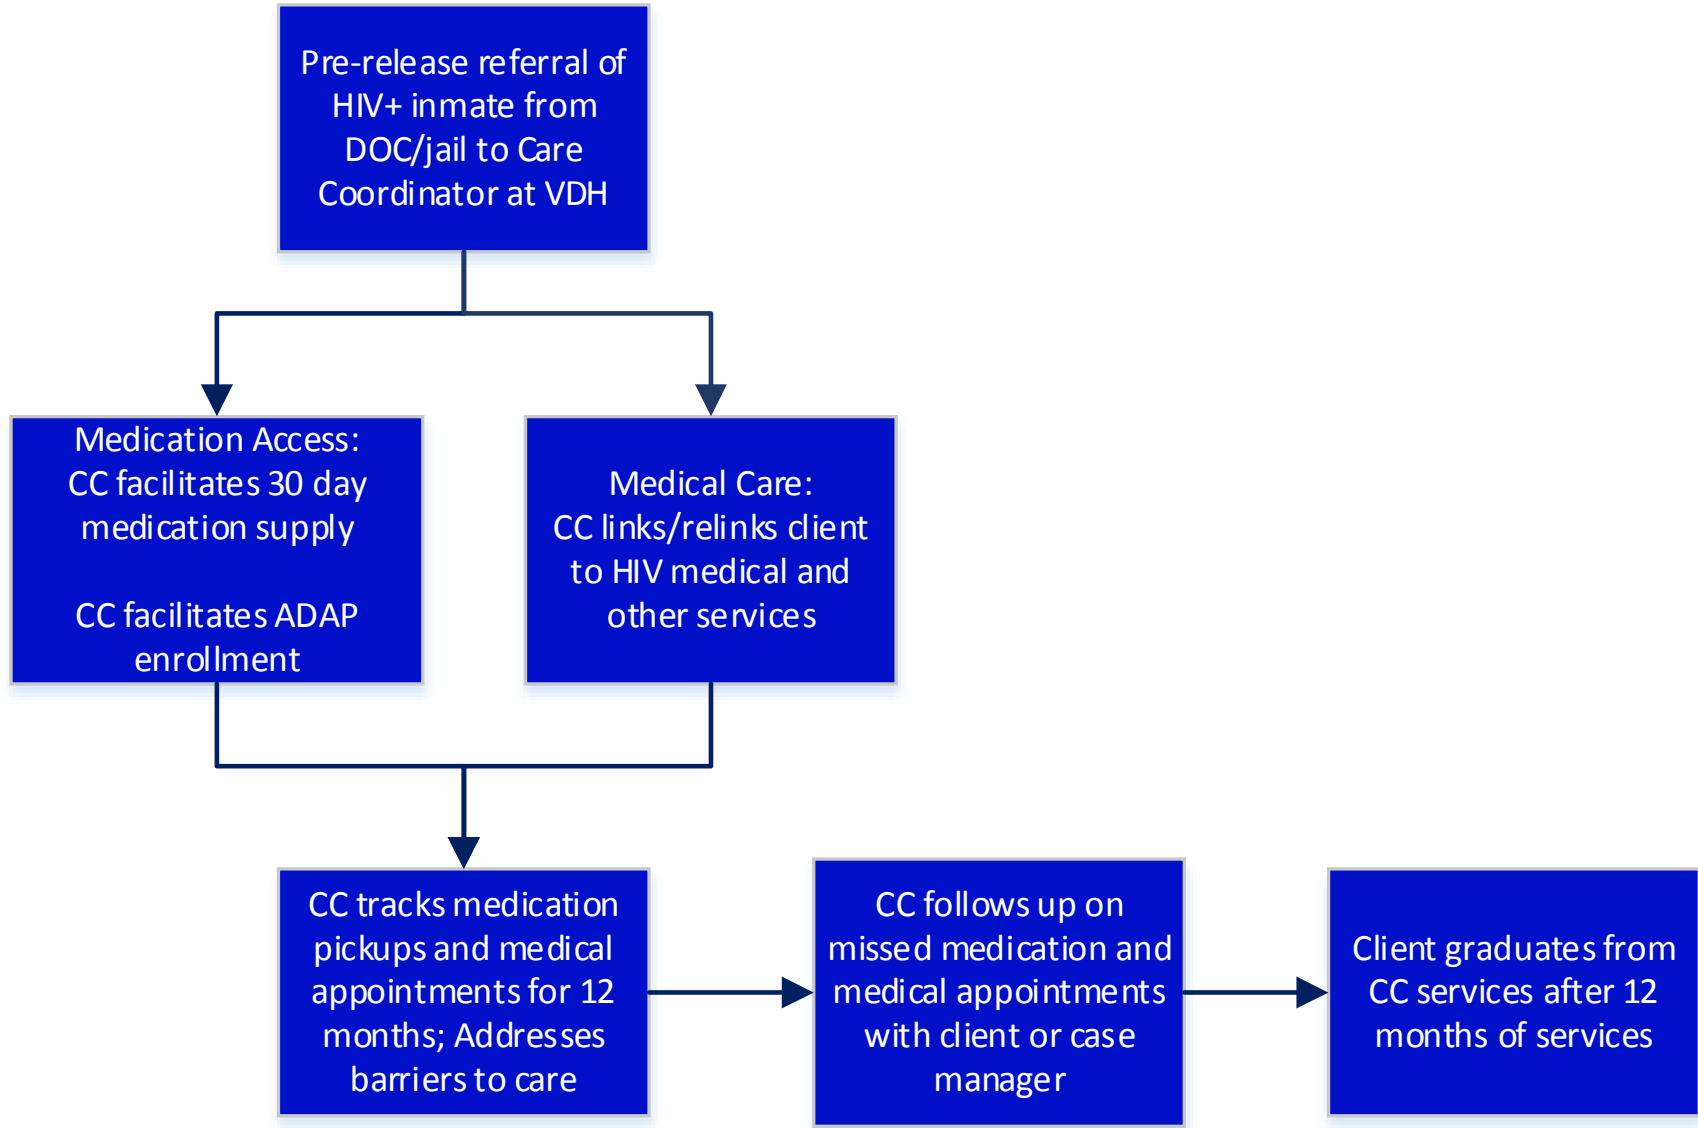 Pre-release referral of
HIV+ inmate from
DOC/jail to Care
Coordinator at VDH
Medication Access:
CC facilitates 30 day
medication supply
CC facilitates ADAP
enrollment
Medical Care:
CC links/relinks client
to HIV medical and
other services
CC tracks medication
pickups and medical
appointments for 12
months; Addresses
barriers to care
CC follows up on
missed medication and
medical appointments
with client or case
manager
Client graduates from
CC services after 12
months of services